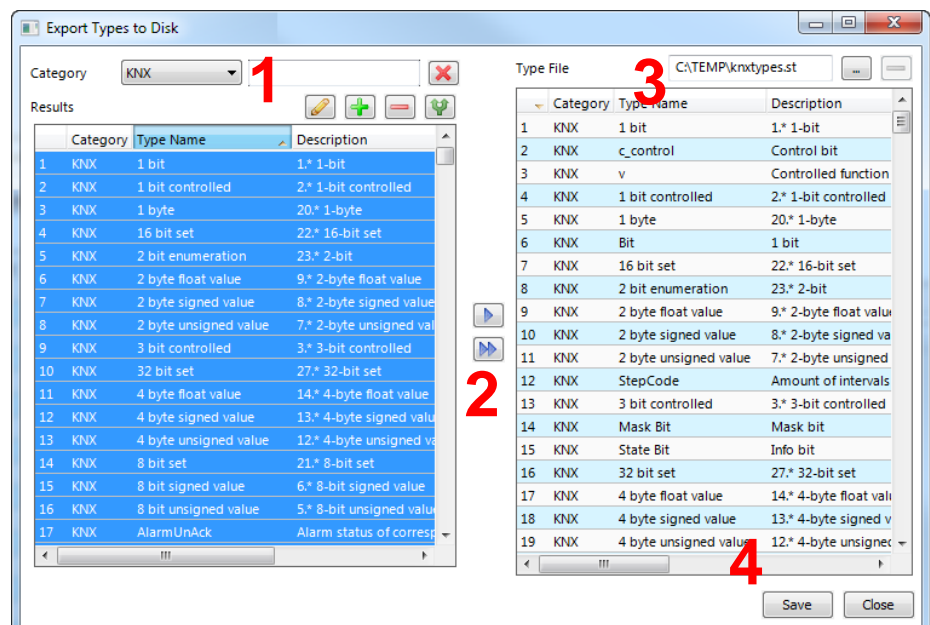 Export Types to Disk
Category KNX 1
Results
Category Type Name Description
1 KNX 1 bit 1.* 1-bit
2 KNX 1 bit controlled 2.* 1-bit controlled
3 KNX 1 byte 20.* 1-byte
4 KNX 16 bit set 22.* 16-bit set
5 KNX 2 bit enumeration 23.* 2-bit
6 KNX 2 byte float value 9.* 2-byte float value
7 KNX 2 byte signed value 8.* 2-byte signed value
8 KNX 2 byte unsigned value 7.* 2-byte unsigned val
9 KNX 3 bit controlled 3.* 3-bit controlled
10 KNX 32 bit set 27.* 32-bit set
11 KNX 4 byte float value 14.* 4-byte float value
12 KNX 4 byte signed value 13.* 4-byte signed valu
13 KNX 4 byte unsigned value 12.* 4-byte unsigned va
14 KNX 8 bit set 21.* 8-bit set
15 KNX 8 bit signed value 6.* 8-bit signed value
16 KNX 8 bit unsigned value 5.* 8-bit unsigned valu
17 KNX AlarmUnAck Alarm status of corresp
2
Type File 3 C:\TEMP\knxtypes.st ...
Category Type Name Description
1 KNX 1 bit 1.* 1-bit
2 KNX c_control Control bit
3 KNX v Controlled function
4 KNX 1 bit controlled 2.* 1-bit controlled
5 KNX 1 byte 20.* 1-byte
6 KNX Bit 1 bit
7 KNX 16 bit set 22.* 16-bit set
8 KNX 2 bit enumeration 23.* 2-bit
9 KNX 2 byte float value 9.* 2-byte float valu
10 KNX 2 byte signed value 8.* 2-byte signed va
11 KNX 2 byte unsigned value 7.* 2-byte unsigned
12 KNX StepCode Amount of intervals
13 KNX 3 bit controlled 3.* 3-bit controlled
14 KNX Mask Bit Mask bit
15 KNX State Bit Info bit
16 KNX 32 bit set 27.* 32-bit set
17 KNX 4 byte float value 14.* 4-byte float valu
18 KNX 4 byte signed value 13.* 4-byte signed v
19 KNX 4 byte unsigned value 12.* 4-byte unsigned
4
Save Close